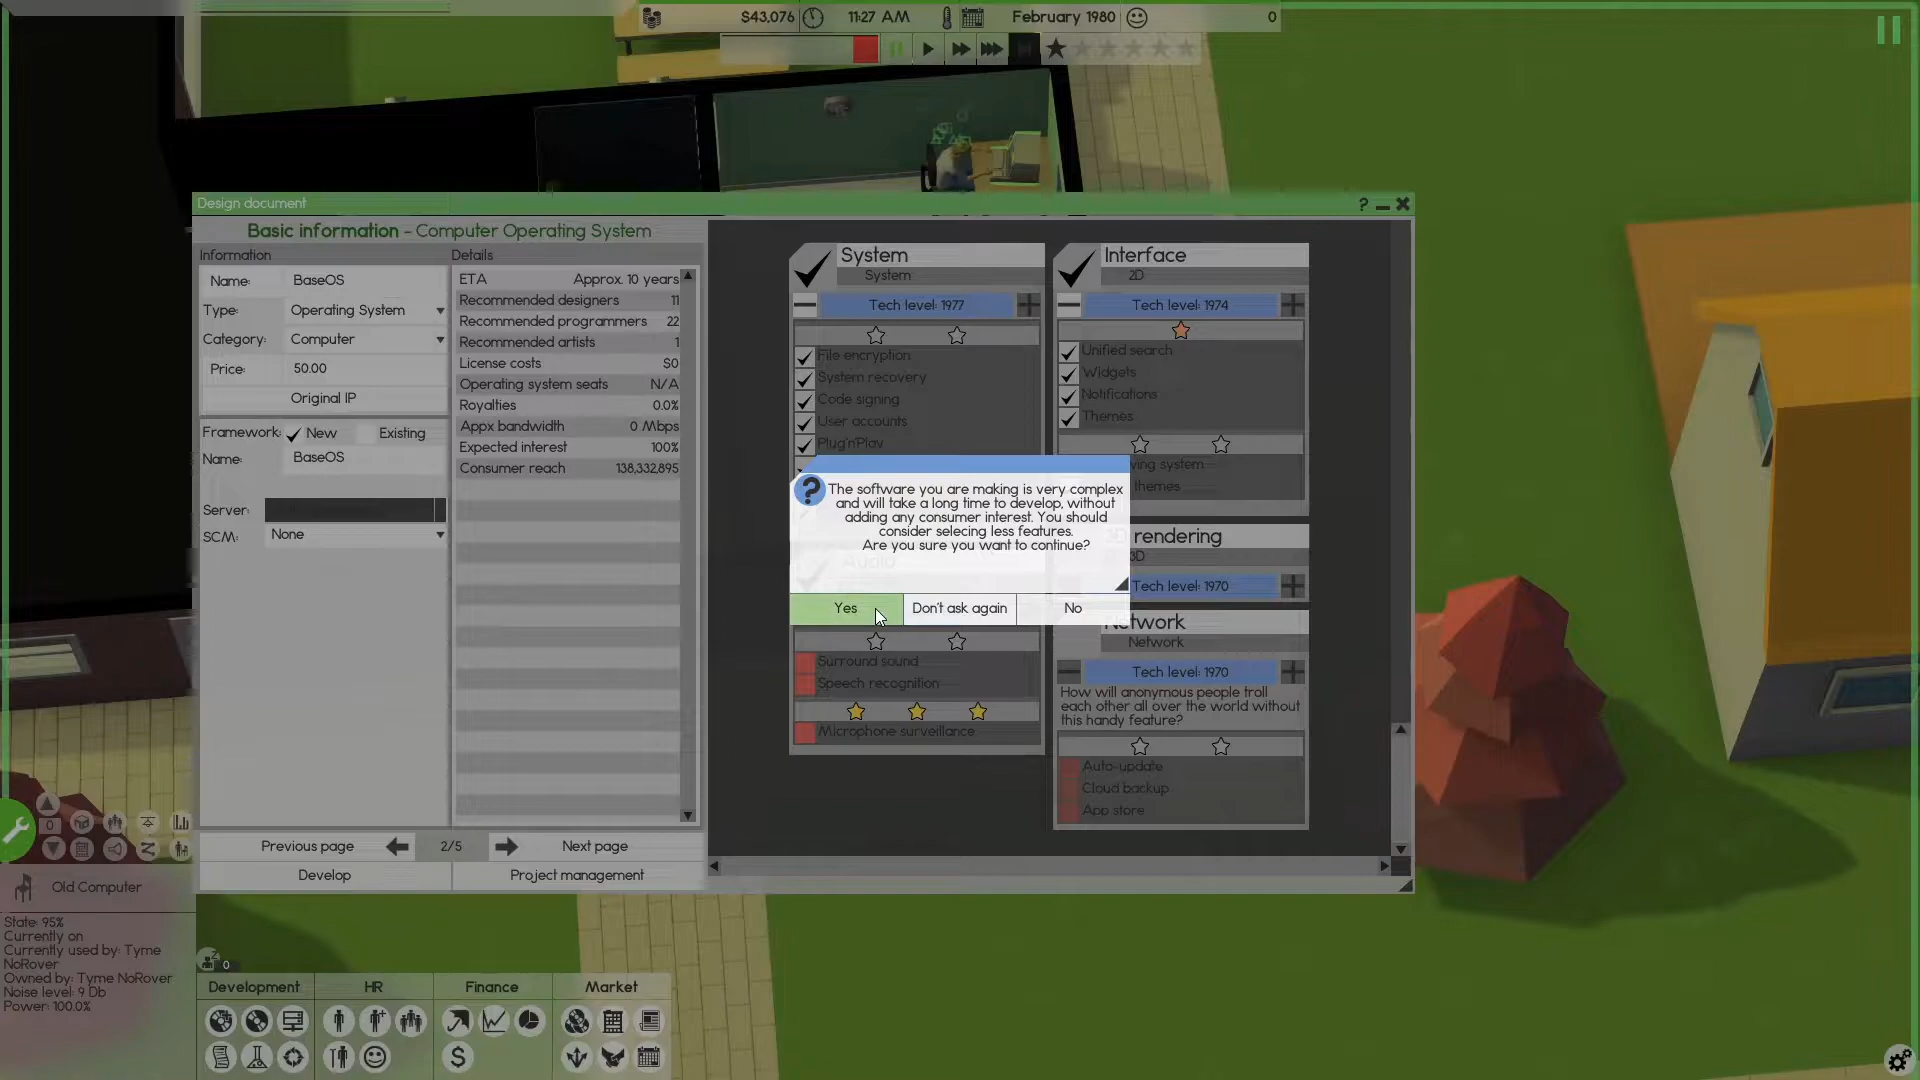 $43,076
11:27 AM
February 1980
0
Design document
?
Basic information - Computer Operating System
Information
Name: BaseOS
Type: Operating System
Category: Computer
Price: 50.00
Original IP
Framework: New Existing
Name: BaseOS
Server:
SCM: None
Details
ETA Approx. 10 years
Recommended designers 11
Recommended programmers 22
Recommended artists 1
License costs $0
Operating system seats N/A
Royalties 0.0%
Appx bandwidth 0 Mbps
Expected interest 100%
Consumer reach 138,332,895
Previous page 2/5 Next page
Develop Project management
System
System
Tech level: 1977
File encryption
System recovery
Code signing
User accounts
Plug'n'Play
Audio
Surround sound
Speech recognition
Microphone surveillance
Interface
2D
Tech level: 1974
Unified search
Widgets
Notifications
Themes
ving system
themes
3D rendering
3D
Tech level: 1970
Network
Network
Tech level: 1970
How will anonymous people troll
each other all over the world without
this handy feature?
Auto-update
Cloud backup
App store
?
The software you are making is very complex
and will take a long time to develop, without
adding any consumer interest. You should
consider selecing less features.
Are you sure you want to continue?
Yes Don't ask again No
0
Old Computer
State: 95%
Currently on
Currently used by: Tyme
NoRover
Owned by: Tyme NoRover
Noise level: 9 Db
Power: 100.0%
0
Development HR Finance Market